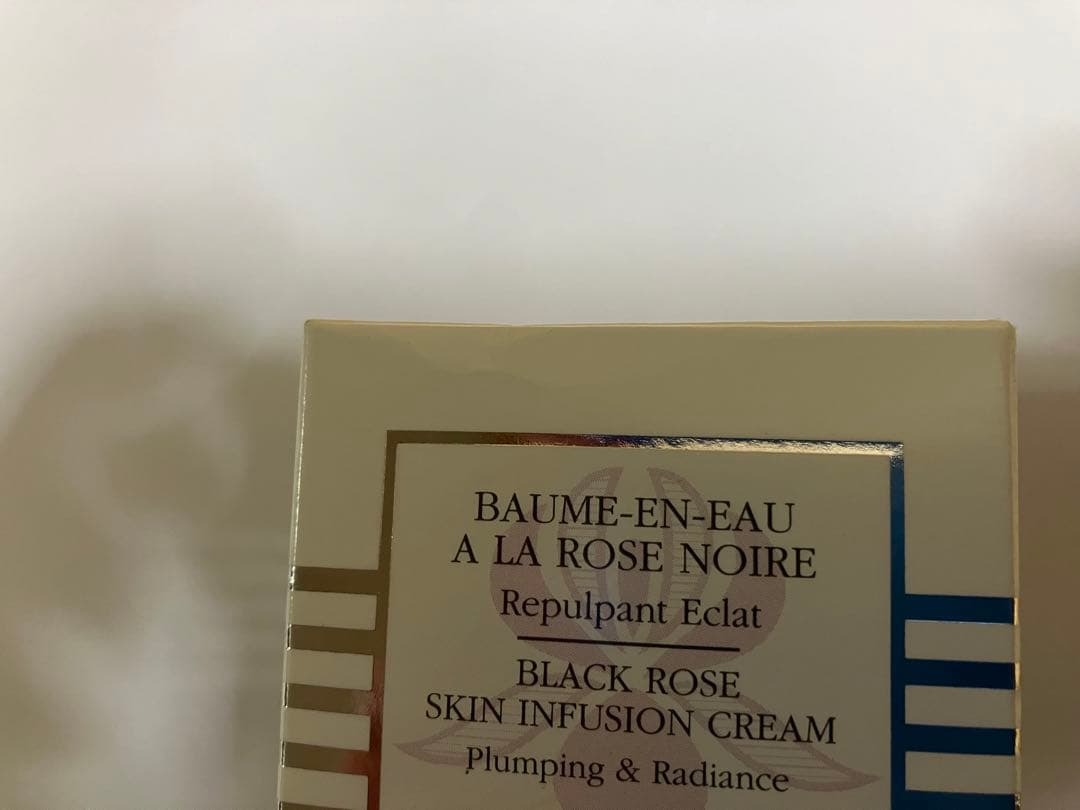 BAUME-EN-EAU
A LA ROSE NOIRE
Repulpant Eclat
BLACK ROSE
SKIN INFUSION CREAM
Plumping & Radiance